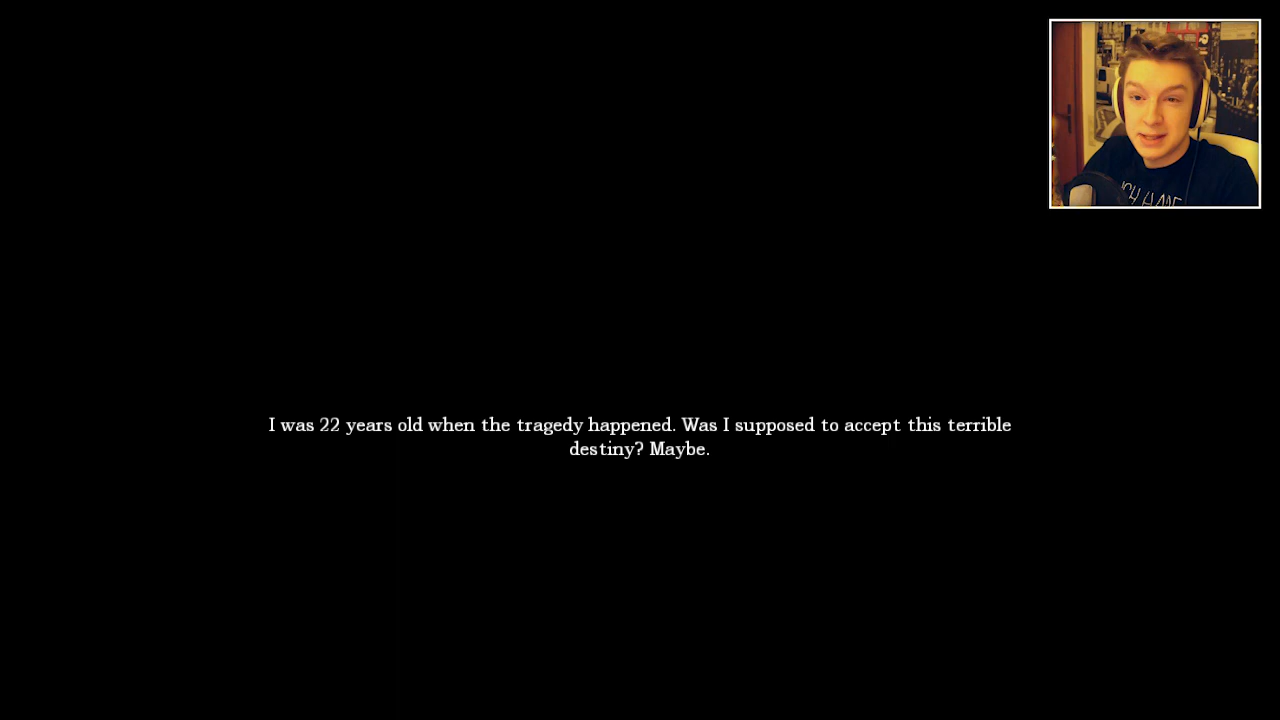 I was 22 years old when the tragedy happened. Was I supposed to accept this terrible
destiny? Maybe.